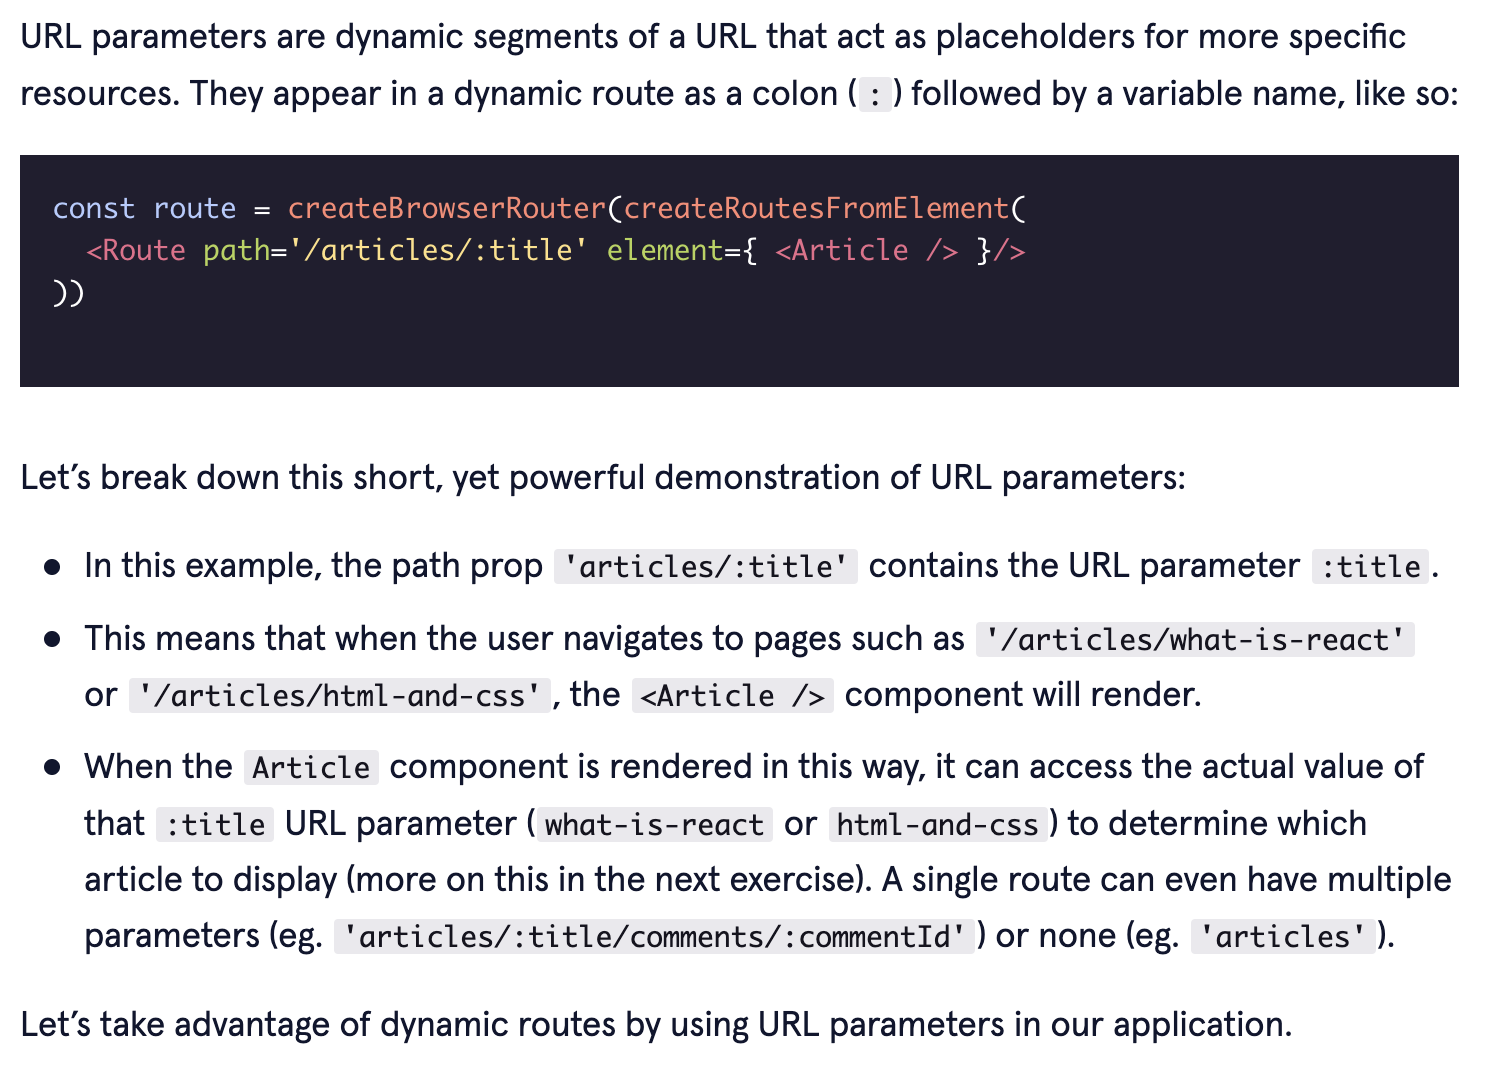 URL parameters are dynamic segments of a URL that act as placeholders for more specific
resources. They appear in a dynamic route as a colon ( : ) followed by a variable name, like so:
const route = createBrowserRouter(createRoutesFromElement(
  <Route path='/articles/:title' element={ <Article /> }/>
))
Let’s break down this short, yet powerful demonstration of URL parameters:
● In this example, the path prop 'articles/:title' contains the URL parameter :title .
● This means that when the user navigates to pages such as '/articles/what-is-react'
or '/articles/html-and-css' , the <Article /> component will render.
● When the Article component is rendered in this way, it can access the actual value of
that :title URL parameter ( what-is-react or html-and-css ) to determine which
article to display (more on this in the next exercise). A single route can even have multiple
parameters (eg. 'articles/:title/comments/:commentId' ) or none (eg. 'articles' ).
Let’s take advantage of dynamic routes by using URL parameters in our application.